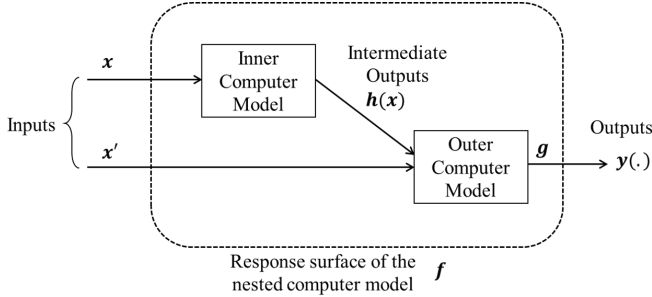 x
Inner
Computer
Model
Intermediate
Outputs
h(x)
Inputs
x′
Outer
Computer
Model
g
Outputs
y(.)
Response surface of the
nested computer model
f